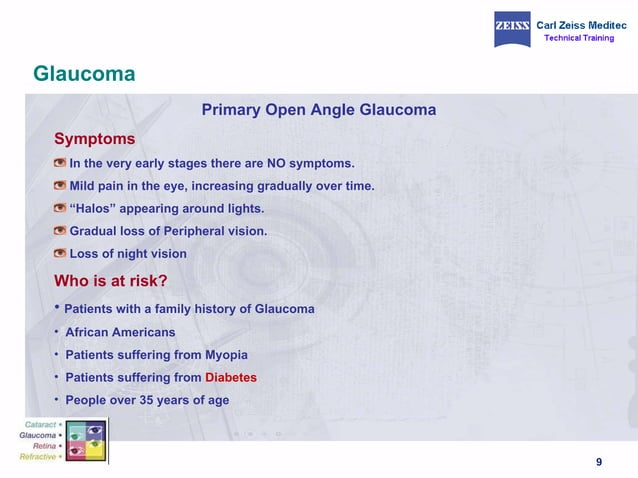 ZEISS
Carl Zeiss Meditec
Technical Training
Glaucoma
Primary Open Angle Glaucoma
Symptoms
In the very early stages there are NO symptoms.
Mild pain in the eye, increasing gradually over time.
“Halos” appearing around lights.
Gradual loss of Peripheral vision.
Loss of night vision
Who is at risk?
• Patients with a family history of Glaucoma
• African Americans
• Patients suffering from Myopia
• Patients suffering from Diabetes
• People over 35 years of age
Cataract •
Glaucoma •
Retina •
Refractive •
9